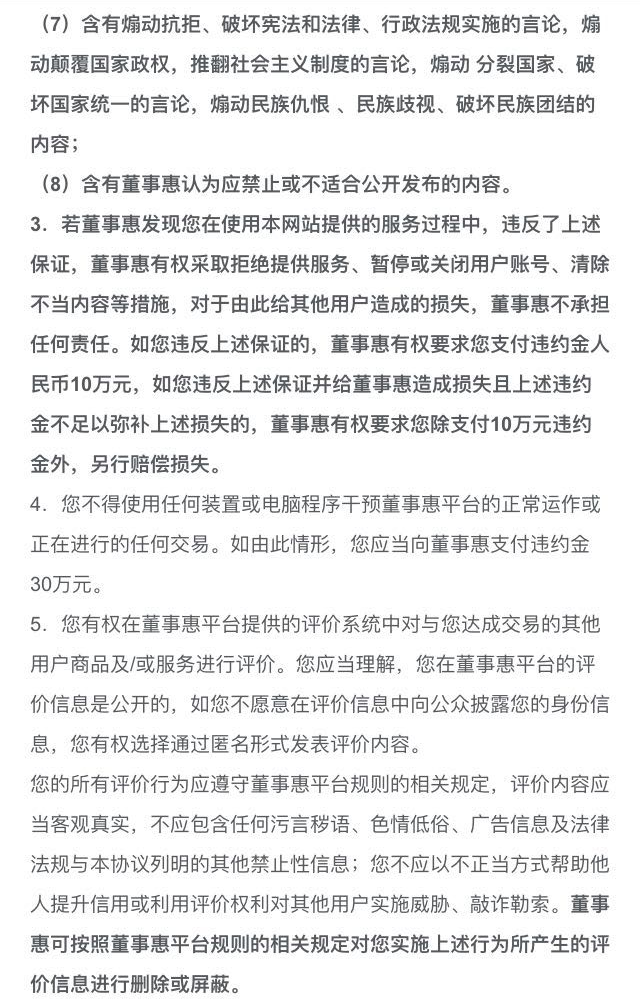 （7）含有煽动抗拒、破坏宪法和法律、行政法规实施的言论，煽
动颠覆国家政权，推翻社会主义制度的言论，煽动 分裂国家、破
坏国家统一的言论，煽动民族仇恨 、民族歧视、破坏民族团结的
内容；
（8）含有董事惠认为应禁止或不适合公开发布的内容。
3．若董事惠发现您在使用本网站提供的服务过程中，违反了上述
保证，董事惠有权采取拒绝提供服务、暂停或关闭用户账号、清除
不当内容等措施，对于由此给其他用户造成的损失，董事惠不承担
任何责任。如您违反上述保证的，董事惠有权要求您支付违约金人
民币10万元，如您违反上述保证并给董事惠造成损失且上述违约
金不足以弥补上述损失的，董事惠有权要求您除支付10万元违约
金外，另行赔偿损失。
4．您不得使用任何装置或电脑程序干预董事惠平台的正常运作或
正在进行的任何交易。如由此情形，您应当向董事惠支付违约金
30万元。
5．您有权在董事惠平台提供的评价系统中对与您达成交易的其他
用户商品及/或服务进行评价。您应当理解，您在董事惠平台的评
价信息是公开的，如您不愿意在评价信息中向公众披露您的身份信
息，您有权选择通过匿名形式发表评价内容。
您的所有评价行为应遵守董事惠平台规则的相关规定，评价内容应
当客观真实，不应包含任何污言秽语、色情低俗、广告信息及法律
法规与本协议列明的其他禁止性信息；您不应以不正当方式帮助他
人提升信用或利用评价权利对其他用户实施威胁、敲诈勒索。董事
惠可按照董事惠平台规则的相关规定对您实施上述行为所产生的评
价信息进行删除或屏蔽。